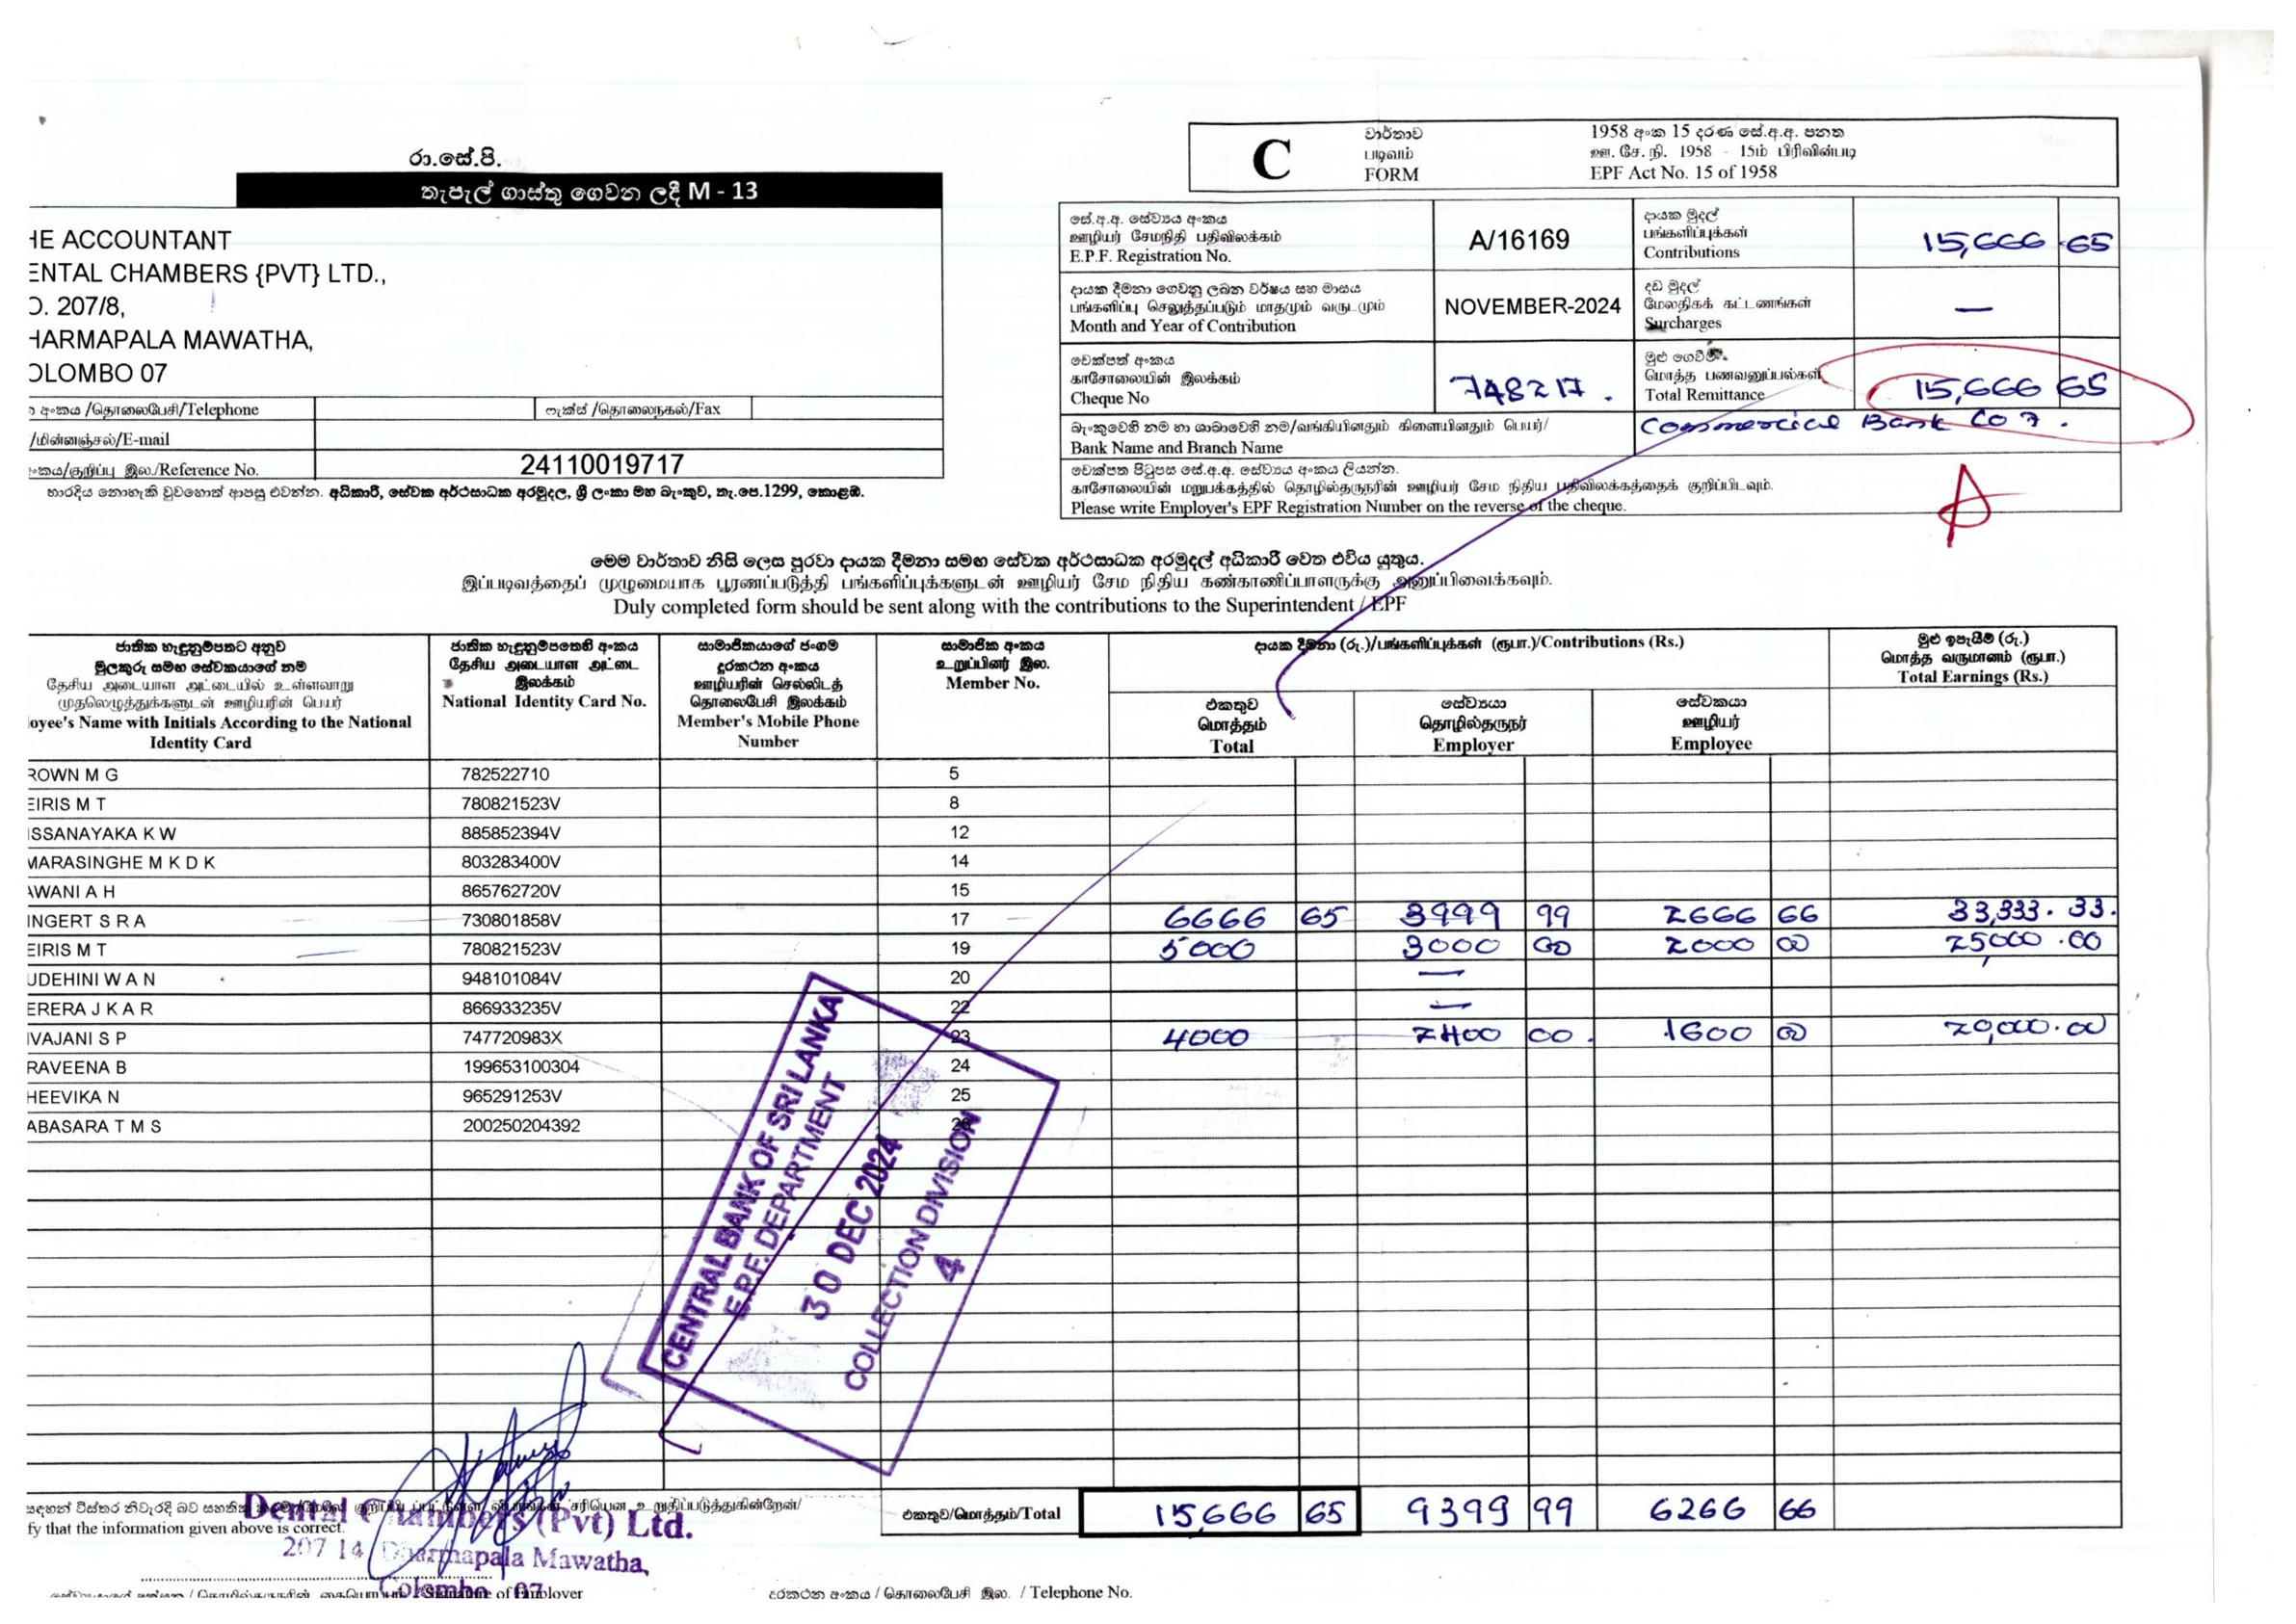 රා.සේ.පි.
තැපැල් ගාස්තු ගෙවන ලදී M - 13
HE ACCOUNTANT
ENTAL CHAMBERS {PVT} LTD.,
O. 207/8,
HARMAPALA MAWATHA,
OLOMBO 07
අංකය /தொலைபேசி/Telephone
ෆැක්ස් /தொலைநகல்/Fax
/மின்னஞ்சல்/E-mail
අංකය/குறிப்பு இல./Reference No. 24110019717
භාරදිය නොහැකි වුවහොත් ආපසු එවන්න. අධිකාරී, සේවක අර්ථසාධක අරමුදල, ශ්‍රී ලංකා මහ බැංකුව, තැ.පෙ.1299, කොළඹ.
C
වාර්තාව
படிவம்
FORM
1958 අංක 15 දරණ සේ.අ.අ. පනත
ஊ. சே. நி. 1958 - 15ம் பிரிவின்படி
EPF Act No. 15 of 1958
සේ.අ.අ. සේව්‍යය අංකය
ஊழியர் சேமநிதி பதிவிலக்கம்
E.P.F. Registration No.
A/16169
දායක මුදල්
பங்களிப்புக்கள்
Contributions
15,666 .65
දායක දීමනා ගෙවනු ලබන වර්ෂය සහ මාසය
பங்களிப்பு செலுத்தப்படும் மாதமும் வருடமும்
Month and Year of Contribution
NOVEMBER-2024
දඩ මුදල්
மேலதிகக் கட்டணங்கள்
Surcharges
—
චෙක්පත් අංකය
காசோலையின் இலக்கம்
Cheque No
748217 .
මුළු ගෙවීම්
மொத்த பணவனுப்பல்கள்
Total Remittance
15,666 65
බැංකුවෙහි නම හා ශාඛාවෙහි නම/வங்கியினதும் கிளையினதும் பெயர்/
Bank Name and Branch Name
Commercial Bank CO 7 .
චෙක්පත පිටුපස සේ.අ.අ. සේව්‍යය අංකය ලියන්න.
காசோலையின் மறுபக்கத்தில் தொழில்தருநரின் ஊழியர் சேம நிதிய பதிவிலக்கத்தைக் குறிப்பிடவும்.
Please write Employer's EPF Registration Number on the reverse of the cheque.
A
මෙම වාර්තාව නිසි ලෙස පුරවා දායක දීමනා සමඟ සේවක අර්ථසාධක අරමුදල් අධිකාරී වෙත එවිය යුතුය.
இப்படிவத்தைப் முழுமையாக பூரணப்படுத்தி பங்களிப்புக்களுடன் ஊழியர் சேம நிதிய கண்காணிப்பாளருக்கு அனுப்பிவைக்கவும்.
Duly completed form should be sent along with the contributions to the Superintendent / EPF
ජාතික හැඳුනුම්පතට අනුව
මුලකුරු සමඟ සේවකයාගේ නම
தேசிய அடையாள அட்டையில் உள்ளவாறு
முதலெழுத்துக்களுடன் ஊழியரின் பெயர்
oyee's Name with Initials According to the National
Identity Card
ජාතික හැඳුනුම්පතෙහි අංකය
தேசிய அடையாள அட்டை
இலக்கம்
National Identity Card No.
සාමාජිකයාගේ ජංගම
දුරකථන අංකය
ஊழியரின் செல்லிடத்
தொலைபேசி இலக்கம்
Member's Mobile Phone
Number
සාමාජික අංකය
உறுப்பினர் இல.
Member No.
දායක දීමනා (රු.)/பங்களிப்புக்கள் (ரூபா.)/Contributions (Rs.)
එකතුව
மொத்தம்
Total
සේව්‍යයා
தொழில்தருநர்
Employer
සේවකයා
ஊழியர்
Employee
මුළු ඉපැයීම් (රු.)
மொத்த வருமானம் (ரூபா.)
Total Earnings (Rs.)
ROWN M G 782522710 5
EIRIS M T 780821523V 8
ISSANAYAKA K W 885852394V 12
MARASINGHE M K D K 803283400V 14
AWANI A H 865762720V 15
INGERT S R A 730801858V 17 6666 65 3999 99 2666 66 33,333. 33.
EIRIS M T 780821523V 19 5000 3000 00 2000 00 25000 .00
UDEHINI W A N 948101084V 20 —
ERERA J K A R 866933235V 22 —
IVAJANI S P 747720983X 23 4000 2400 00 . 1600 00 20,000.00
RAVEENA B 199653100304 24
HEEVIKA N 965291253V 25
ABASARA T M S 200250204392 26
CENTRAL BANK OF SRI LANKA
E.P.F. DEPARTMENT
30 DEC 2024
COLLECTION DIVISION
4
සඳහන් විස්තර නිවැරදි බව සහතික
சரியென உறுதிப்படுத்துகின்றேன்/
fy that the information given above is correct.
එකතුව/மொத்தம்/Total 15,666 65 9399 99 6266 66
Dental Chambers (Pvt) Ltd.
207 14 Dharmapala Mawatha,
Colombo 07
Signature of Employer
දුරකථන අංකය / தொலைபேசி இல. / Telephone No.